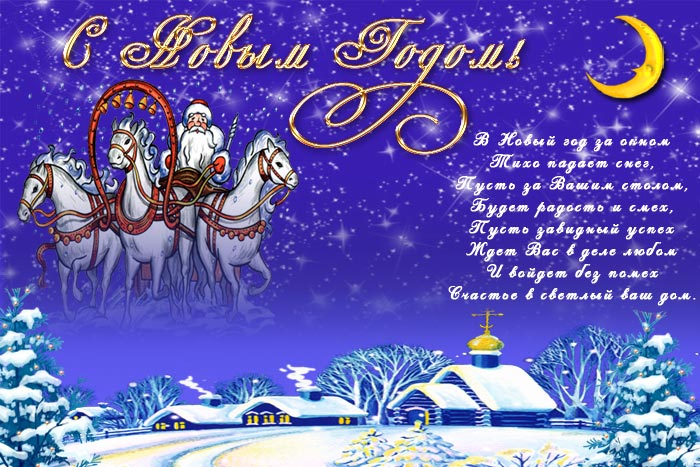 С Новым Годом!
В Новый год за окном
Тихо падает снег,
Пусть за Вашим столом,
Будет радость и смех,
Пусть завидный успех
Ждет Вас в деле любом
И войдет без помех
Счастье в светлый ваш дом.